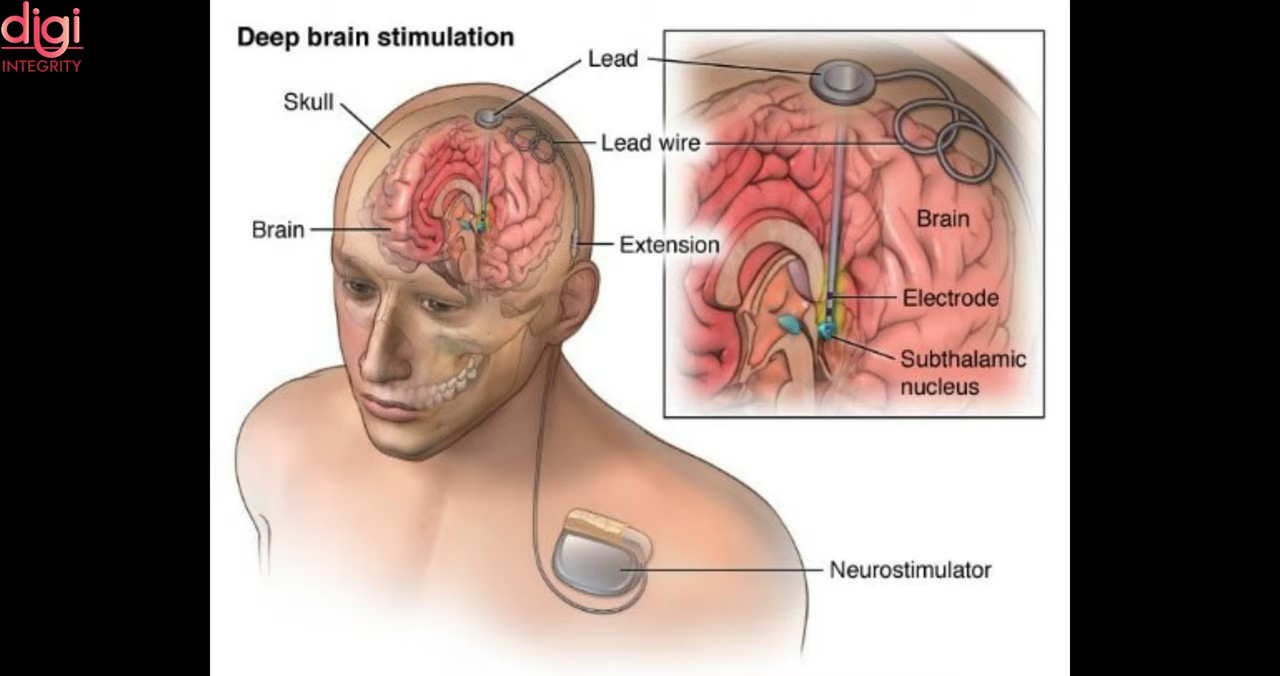 digi
INTEGRITY
Deep brain stimulation
Lead
Skull
Lead wire
Brain
Extension
Brain
Electrode
Subthalamic
nucleus
Neurostimulator